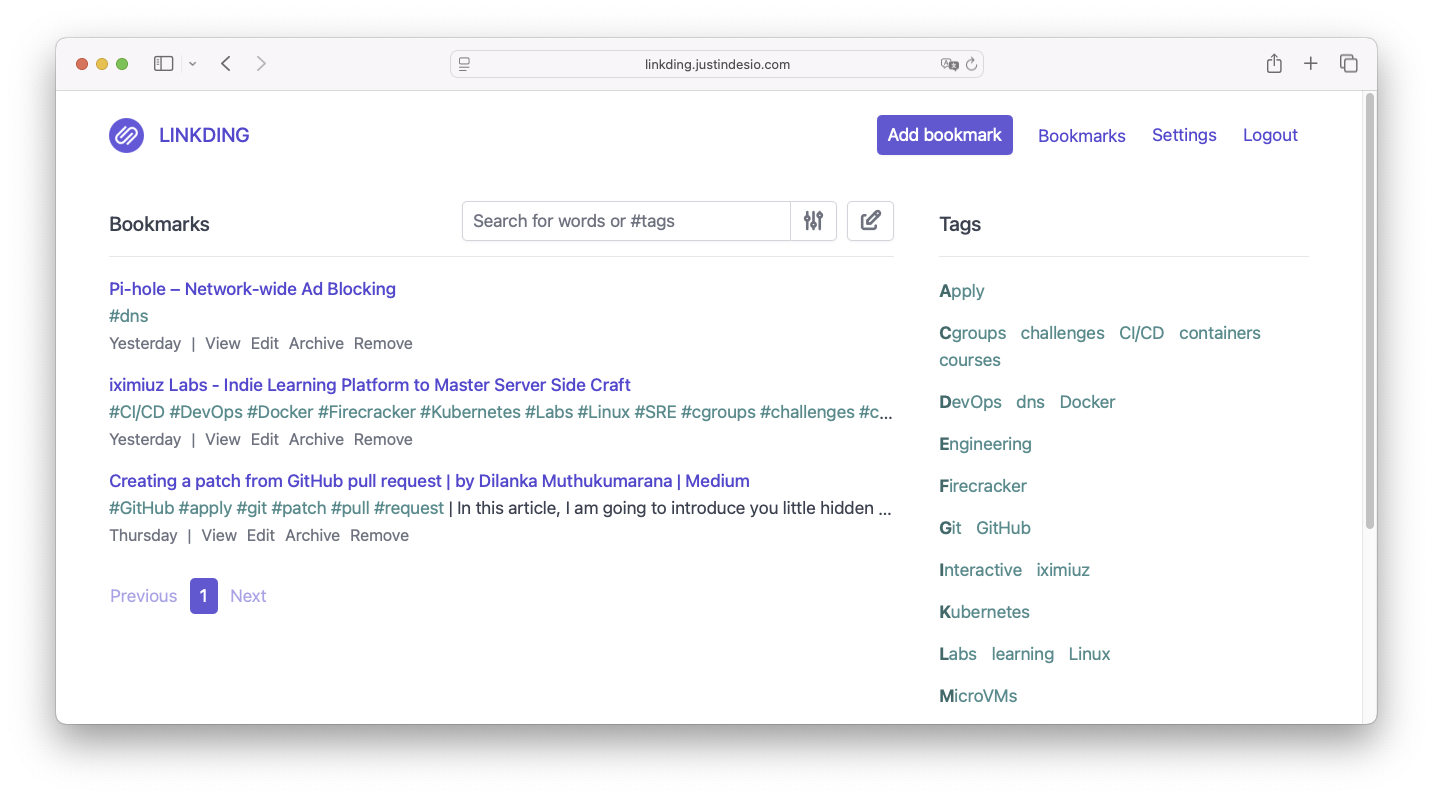 linkding.justindesio.com
LINKDING
Add bookmark Bookmarks Settings Logout
Bookmarks
Search for words or #tags
Pi-hole – Network-wide Ad Blocking
#dns
Yesterday | View Edit Archive Remove
iximiuz Labs - Indie Learning Platform to Master Server Side Craft
#CI/CD #DevOps #Docker #Firecracker #Kubernetes #Labs #Linux #SRE #cgroups #challenges #c...
Yesterday | View Edit Archive Remove
Creating a patch from GitHub pull request | by Dilanka Muthukumarana | Medium
#GitHub #apply #git #patch #pull #request | In this article, I am going to introduce you little hidden ...
Thursday | View Edit Archive Remove
Previous 1 Next
Tags
Apply
Cgroups challenges CI/CD containers
courses
DevOps dns Docker
Engineering
Firecracker
Git GitHub
Interactive iximiuz
Kubernetes
Labs learning Linux
MicroVMs